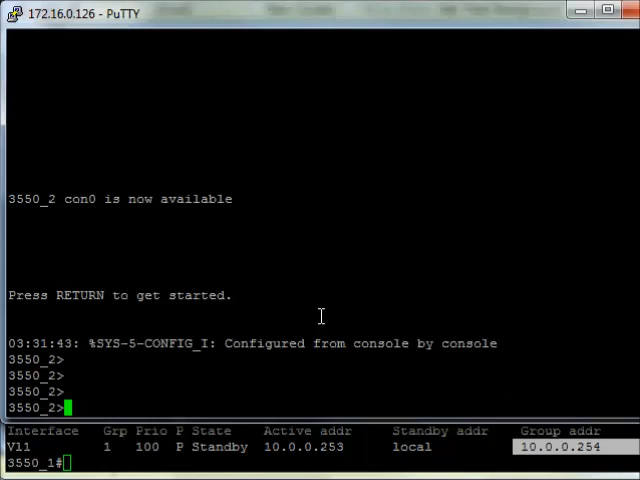 172.16.0.126 - PuTTY
3550_2 con0 is now available
Press RETURN to get started.
03:31:43: %SYS-5-CONFIG_I: Configured from console by console
3550_2>
3550_2>
3550_2>
3550_2>
Interface Grp Prio P State Active addr Standby addr Group addr
Vl1 1 100 P Standby 10.0.0.253 local 10.0.0.254
3550_1#